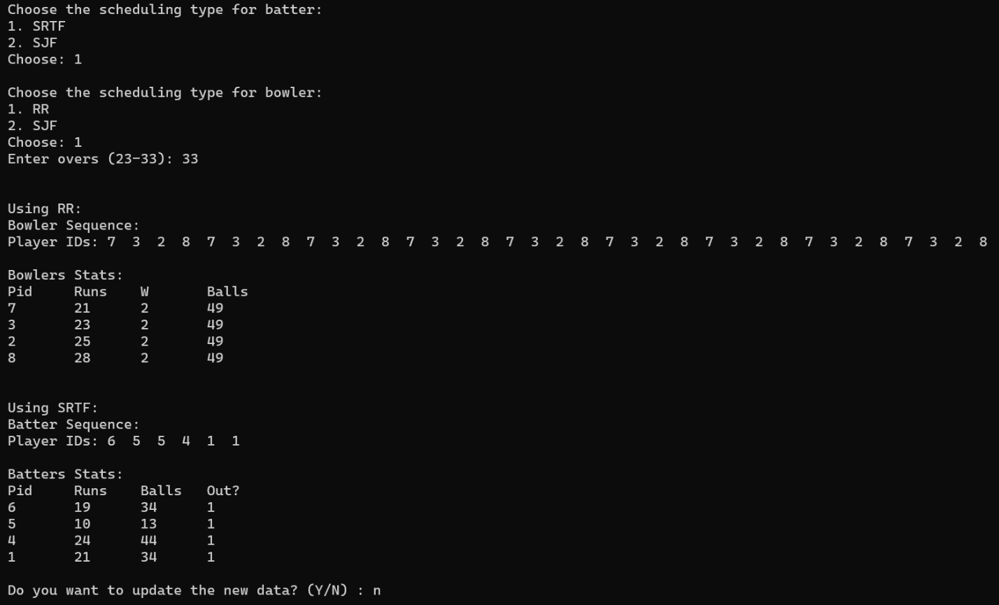 Choose the scheduling type for batter:
1. SRTF
2. SJF
Choose: 1
Choose the scheduling type for bowler:
1. RR
2. SJF
Choose: 1
Enter overs (23-33): 33
Using RR:
Bowler Sequence:
Player IDs: 7 3 2 8 7 3 2 8 7 3 2 8 7 3 2 8 7 3 2 8 7 3 2 8 7 3 2 8 7 3 2 8 7 3 2 8
Bowlers Stats:
Pid Runs W Balls
7 21 2 49
3 23 2 49
2 25 2 49
8 28 2 49
Using SRTF:
Batter Sequence:
Player IDs: 6 5 5 4 1 1
Batters Stats:
Pid Runs Balls Out?
6 19 34 1
5 10 13 1
4 24 44 1
1 21 34 1
Do you want to update the new data? (Y/N) : n